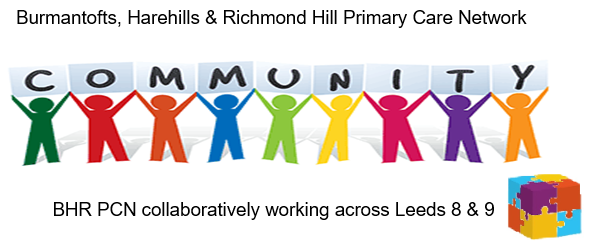 Burmantofts, Harehills & Richmond Hill Primary Care Network
COMMUNITY
BHR PCN collaboratively working across Leeds 8 & 9